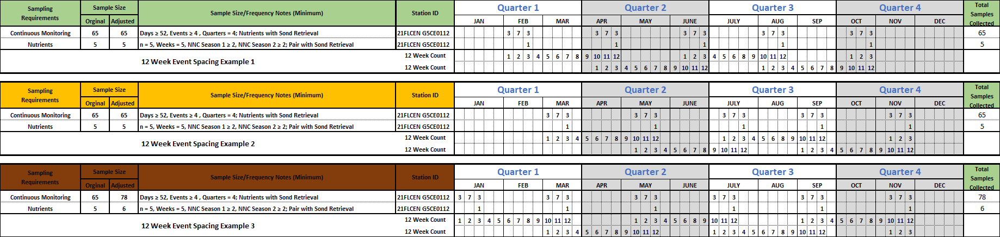 Sampling Requirements Sample Size Sample Size/Frequency Notes (Minimum) Station ID Quarter 1 Quarter 2 Quarter 3 Quarter 4 Total Samples Collected
Orginal Adjusted JAN FEB MAR APR MAY JUNE JULY AUG SEP OCT NOV DEC
Continuous Monitoring 65 65 Days ≥ 52, Events ≥ 4 , Quarters = 4; Nutrients with Sond Retrieval 21FLCEN G5CE0112 3 7 3 3 7 3 3 7 3 3 7 3 3 7 3 65
Nutrients 5 5 n = 5, Weeks = 5, NNC Season 1 ≥ 2, NNC Season 2 ≥ 2; Pair with Sond Retrieval 21FLCEN G5CE0112 1 1 1 1 1 5
12 Week Event Spacing Example 1
12 Week Count 1 2 3 4 5 6 7 8 9 10 11 12 1 2 3 4 5 6 8 9 10 11 12 1 2 3
12 Week Count 1 2 3 4 5 6 7 8 9 10 11 12 1 2 3 4 5 6 7 8 9 10 11 12
Sampling Requirements Sample Size Sample Size/Frequency Notes (Minimum) Station ID Quarter 1 Quarter 2 Quarter 3 Quarter 4 Total Samples Collected
Orginal Adjusted JAN FEB MAR APR MAY JUNE JULY AUG SEP OCT NOV DEC
Continuous Monitoring 65 65 Days ≥ 52, Events ≥ 4 , Quarters = 4; Nutrients with Sond Retrieval 21FLCEN G5CE0112 3 7 3 3 7 3 3 7 3 3 7 3 3 7 3 65
Nutrients 5 5 n = 5, Weeks = 5, NNC Season 1 ≥ 2, NNC Season 2 ≥ 2; Pair with Sond Retrieval 21FLCEN G5CE0112 1 1 1 1 1 5
12 Week Event Spacing Example 2
12 Week Count 1 2 3 4 5 6 7 8 9 10 11 12 1 2 3 4 5 6 8 9 10 11 12 1 2 3
12 Week Count 1 2 3 4 5 6 7 8 9 10 11 12 1 2 3 4 5 6 7 8 9 10 11 12
Sampling Requirements Sample Size Sample Size/Frequency Notes (Minimum) Station ID Quarter 1 Quarter 2 Quarter 3 Quarter 4 Total Samples Collected
Orginal Adjusted JAN FEB MAR APR MAY JUNE JULY AUG SEP OCT NOV DEC
Continuous Monitoring 65 78 Days ≥ 52, Events ≥ 4 , Quarters = 4; Nutrients with Sond Retrieval 21FLCEN G5CE0112 3 7 3 3 7 3 3 7 3 3 7 3 3 7 3 3 7 3 78
Nutrients 5 6 n = 5, Weeks = 5, NNC Season 1 ≥ 2, NNC Season 2 ≥ 2; Pair with Sond Retrieval 21FLCEN G5CE0112 1 1 1 1 1 1 6
12 Week Event Spacing Example 3
12 Week Count 1 2 3 4 5 6 7 8 9 10 11 12 1 2 3 4 5 6 8 9 10 11 12 1 2 3 4 5 6 7 8 9 10 11 12
12 Week Count 1 2 3 4 5 6 7 8 9 10 11 12 1 2 3 4 5 6 7 8 9 10 11 12 1 2 3